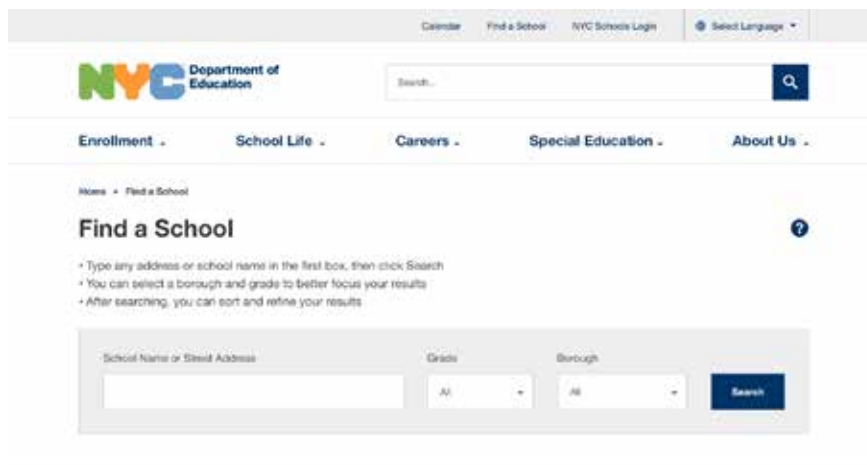 Calendar Find a School NYC Schools Login Select Language
NYC Department of
Education
Search...
Enrollment School Life Careers Special Education About Us
Home Find a School
Find a School
?
• Type any address or school name in the first box, then click Search
• You can select a borough and grade to better focus your results
• After searching, you can sort and refine your results
School Name or Street Address Grade Borough
All All Search